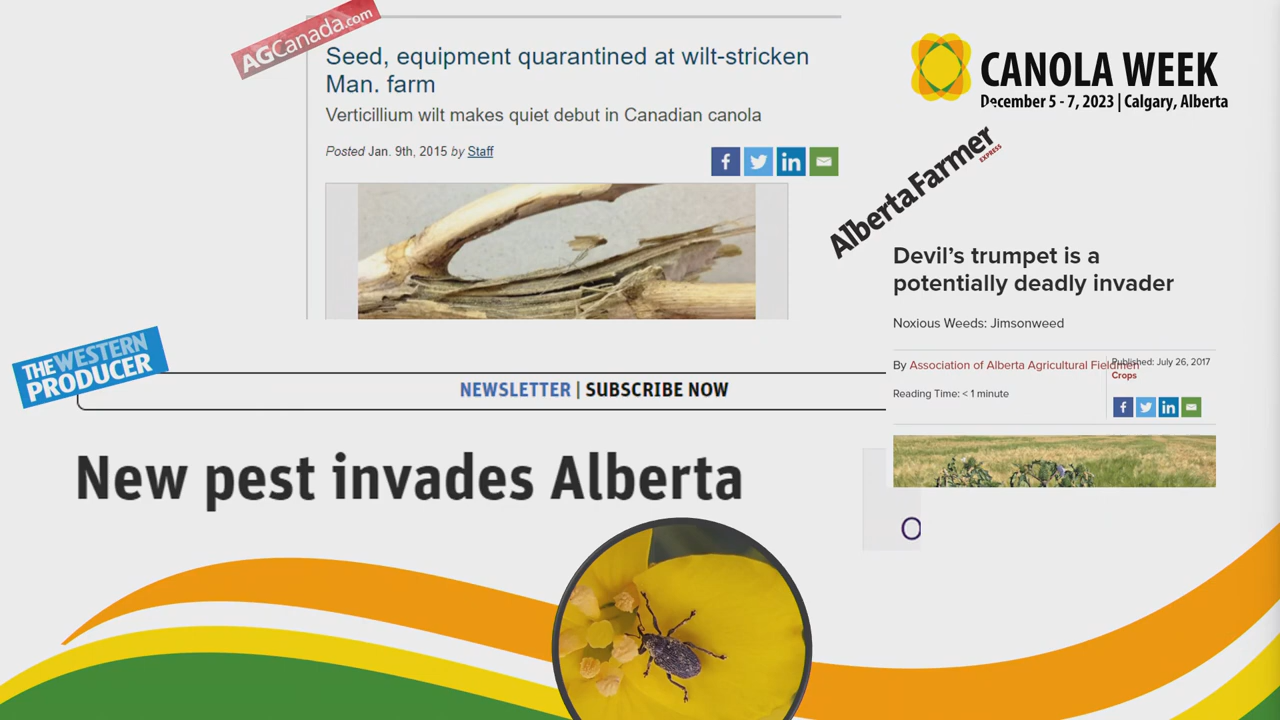 AGCanada.com
Seed, equipment quarantined at wilt-stricken
Man. farm
Verticillium wilt makes quiet debut in Canadian canola
Posted Jan. 9th, 2015 by Staff
CANOLA WEEK
December 5 - 7, 2023 | Calgary, Alberta
AlbertaFarmer
EXPRESS
Devil's trumpet is a
potentially deadly invader
Noxious Weeds: Jimsonweed
By Association of Alberta Agricultural Fieldmen
Published: July 26, 2017
Crops
Reading Time: < 1 minute
THE WESTERN
PRODUCER
NEWSLETTER | SUBSCRIBE NOW
New pest invades Alberta
O